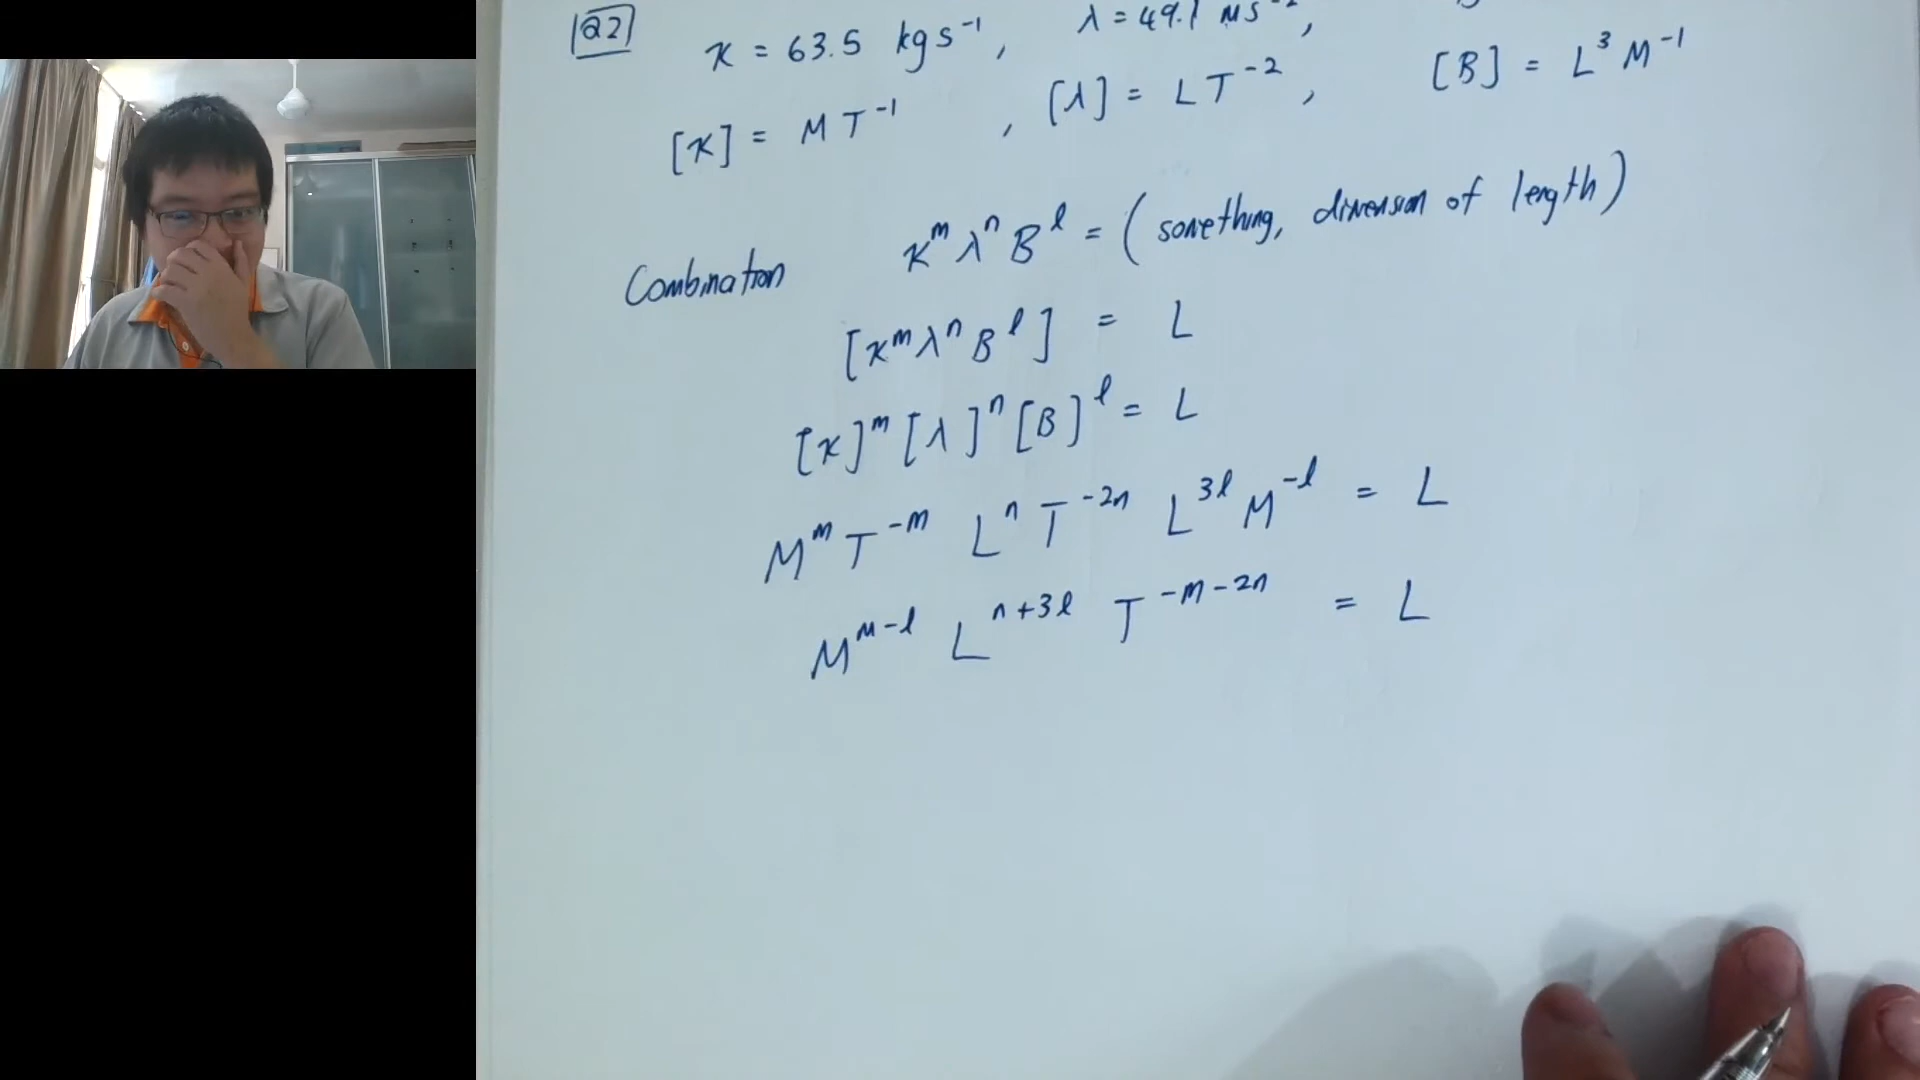 Q2
κ = 63.5 kg s⁻¹, λ = 49.1 ms⁻²,
[κ] = M T⁻¹, [λ] = L T⁻², [B] = L³ M⁻¹
Combination κᵐ λⁿ Bˡ = (something, dimension of length)
[κᵐ λⁿ Bˡ] = L
[κ]ᵐ [λ]ⁿ [B]ˡ = L
Mᵐ T⁻ᵐ Lⁿ T⁻²ⁿ L³ˡ M⁻ˡ = L
Mᵐ⁻ˡ Lⁿ⁺³ˡ T⁻ᵐ⁻²ⁿ = L